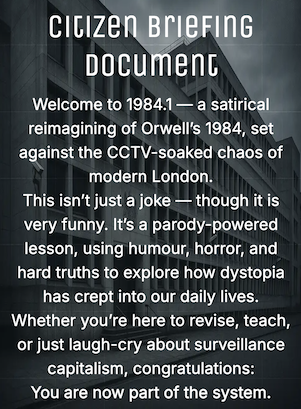 Citizen Briefing
Document
Welcome to 1984.1 — a satirical
reimagining of Orwell's 1984, set
against the CCTV-soaked chaos of
modern London.
This isn't just a joke — though it is
very funny. It's a parody-powered
lesson, using humour, horror, and
hard truths to explore how dystopia
has crept into our daily lives.
Whether you're here to revise, teach,
or just laugh-cry about surveillance
capitalism, congratulations:
You are now part of the system.